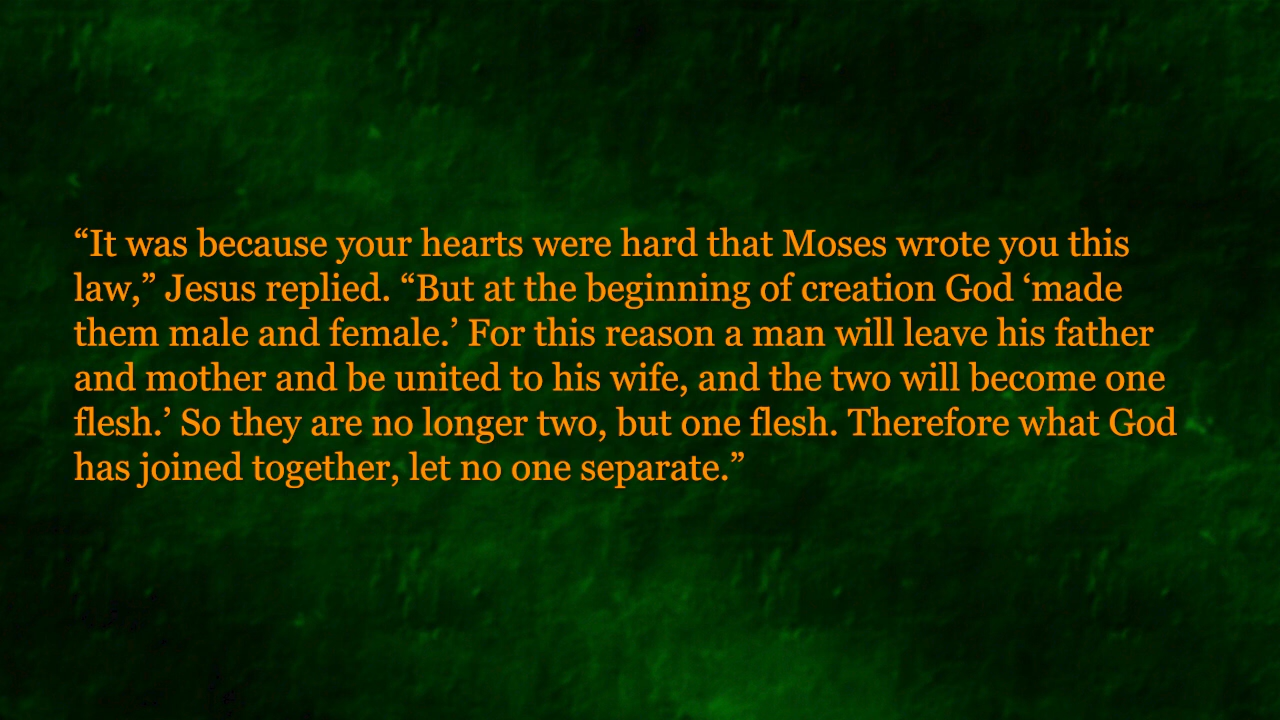 “It was because your hearts were hard that Moses wrote you this
law,” Jesus replied. “But at the beginning of creation God ‘made
them male and female.’ For this reason a man will leave his father
and mother and be united to his wife, and the two will become one
flesh.’ So they are no longer two, but one flesh. Therefore what God
has joined together, let no one separate.”